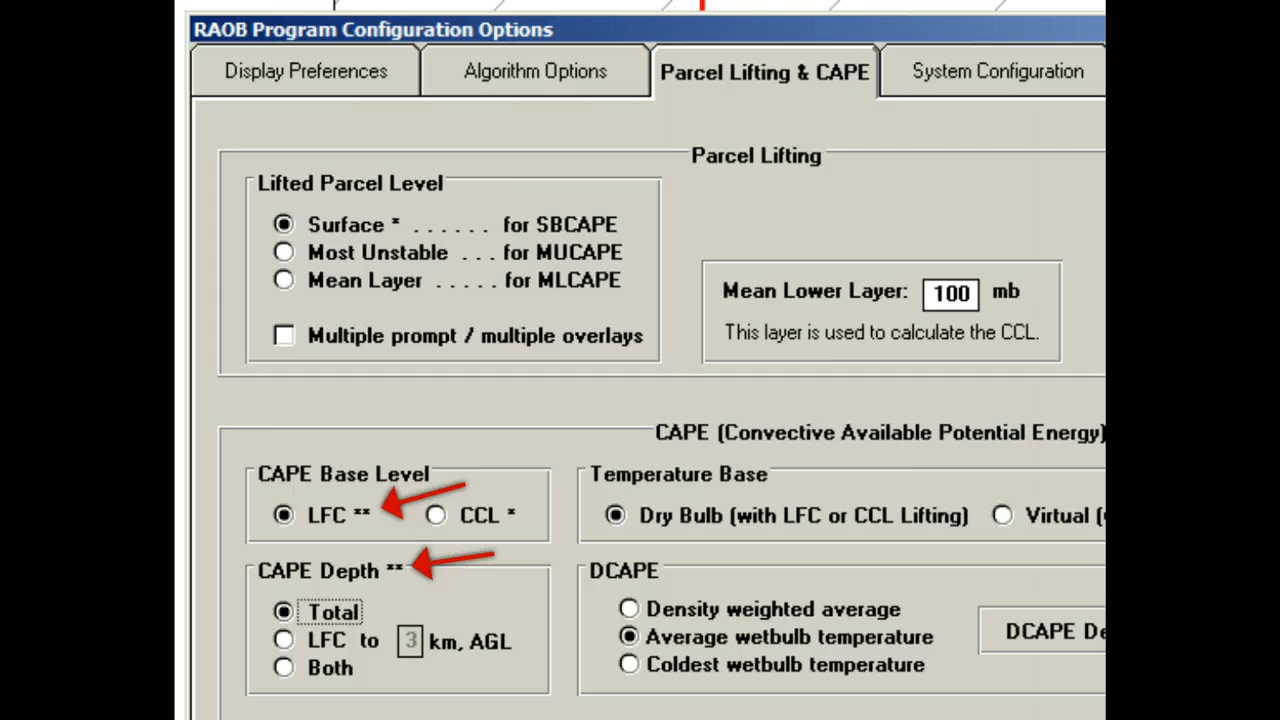 RAOB Program Configuration Options
Display Preferences Algorithm Options Parcel Lifting & CAPE System Configuration
Parcel Lifting
Lifted Parcel Level
Surface * . . . . . . for SBCAPE
Most Unstable . . . for MUCAPE
Mean Layer . . . . . for MLCAPE
Multiple prompt / multiple overlays
Mean Lower Layer: 100 mb
This layer is used to calculate the CCL.
CAPE (Convective Available Potential Energy)
CAPE Base Level
LFC ** CCL *
Temperature Base
Dry Bulb (with LFC or CCL Lifting) Virtual (
CAPE Depth **
Total
LFC to 3 km, AGL
Both
DCAPE
Density weighted average
Average wetbulb temperature
Coldest wetbulb temperature
DCAPE